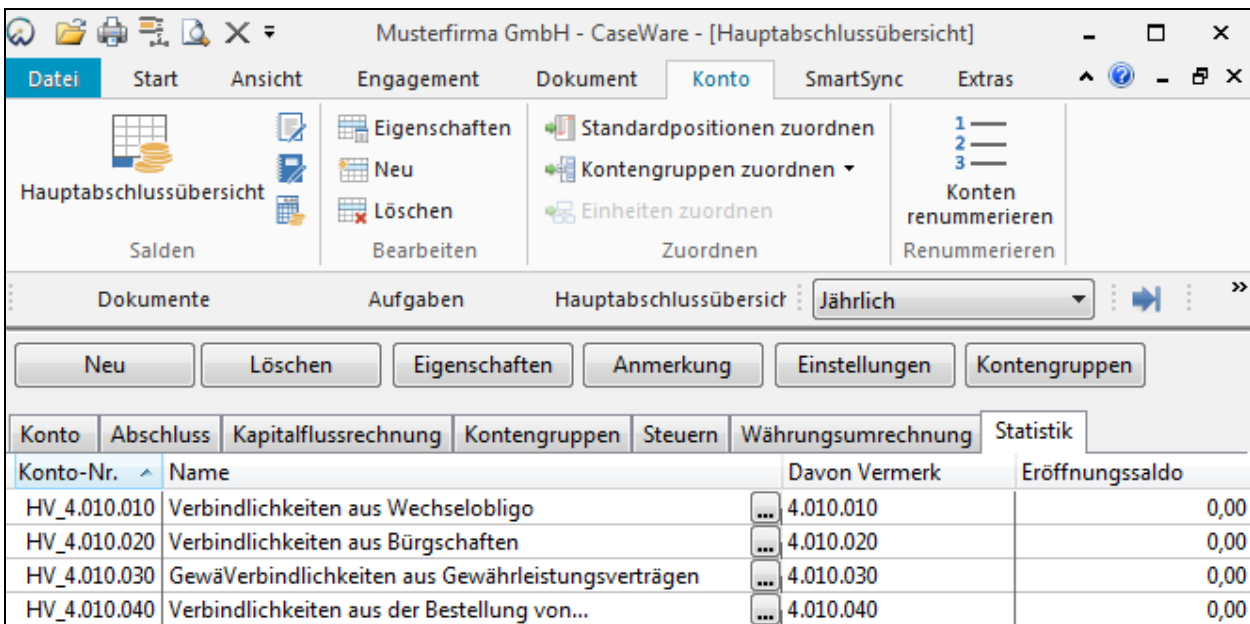 Musterfirma GmbH - CaseWare - [Hauptabschlussübersicht]
Datei Start Ansicht Engagement Dokument Konto SmartSync Extras
Hauptabschlussübersicht
Salden
Eigenschaften
Neu
Löschen
Bearbeiten
Standardpositionen zuordnen
Kontengruppen zuordnen
Einheiten zuordnen
Zuordnen
1
2
3
Konten
renummerieren
Renummerieren
Dokumente Aufgaben Hauptabschlussübersich Jährlich
Neu Löschen Eigenschaften Anmerkung Einstellungen Kontengruppen
Konto Abschluss Kapitalflussrechnung Kontengruppen Steuern Währungsumrechnung Statistik
Konto-Nr. Name Davon Vermerk Eröffnungssaldo
HV_4.010.010 Verbindlichkeiten aus Wechselobligo ... 4.010.010 0,00
HV_4.010.020 Verbindlichkeiten aus Bürgschaften ... 4.010.020 0,00
HV_4.010.030 GewäVerbindlichkeiten aus Gewährleistungsverträgen ... 4.010.030 0,00
HV_4.010.040 Verbindlichkeiten aus der Bestellung von... ... 4.010.040 0,00